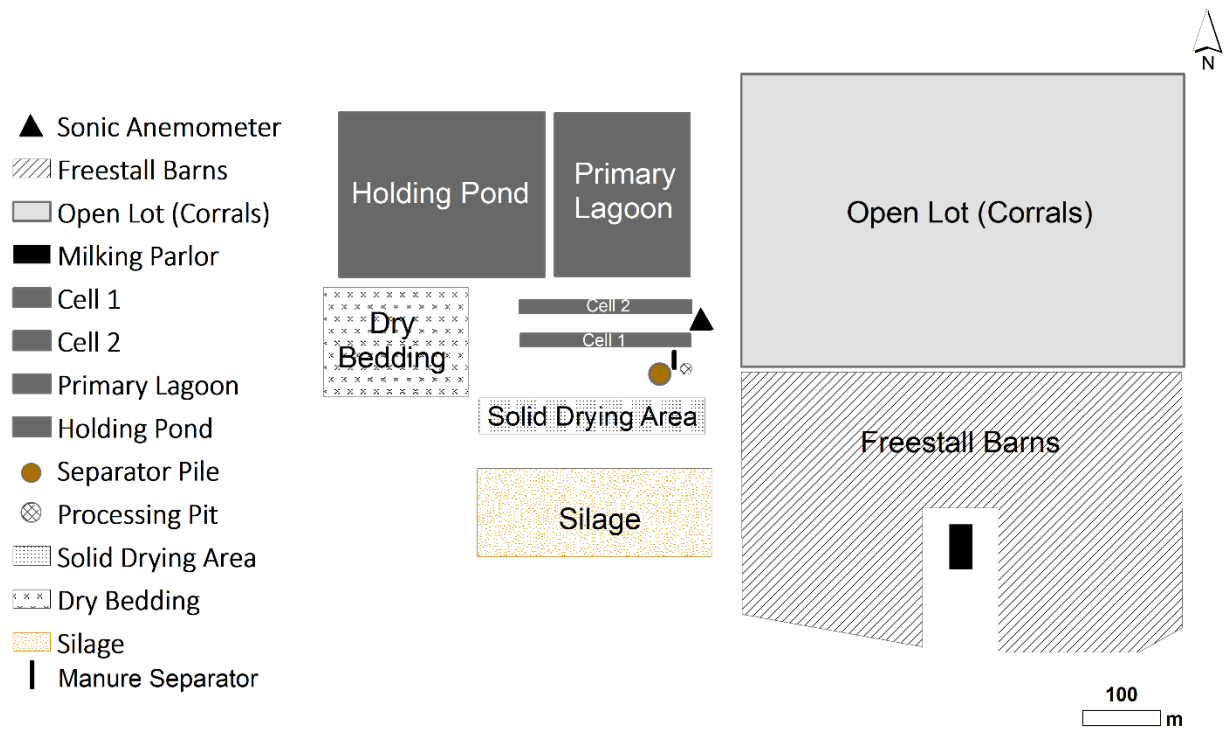 N
Sonic Anemometer
Freestall Barns
Open Lot (Corrals)
Milking Parlor
Cell 1
Cell 2
Primary Lagoon
Holding Pond
Separator Pile
Processing Pit
Solid Drying Area
Dry Bedding
Silage
Manure Separator
Holding Pond
Primary
Lagoon
Open Lot (Corrals)
Cell 2
Cell 1
Dry
Bedding
Solid Drying Area
Freestall Barns
Silage
100
m